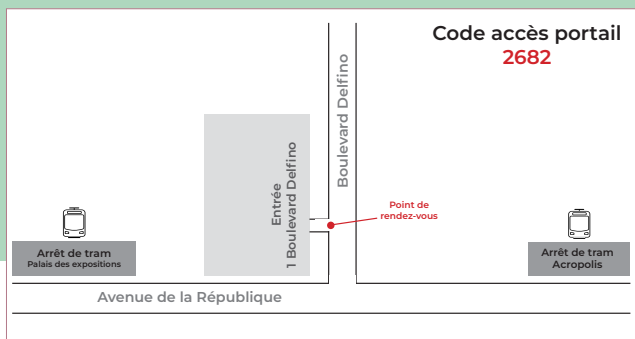 Code accès portail
2682
Boulevard Delfino
Entrée
1 Boulevard Delfino
Point de
rendez-vous
Arrêt de tram
Palais des expositions
Arrêt de tram
Acropolis
Avenue de la République